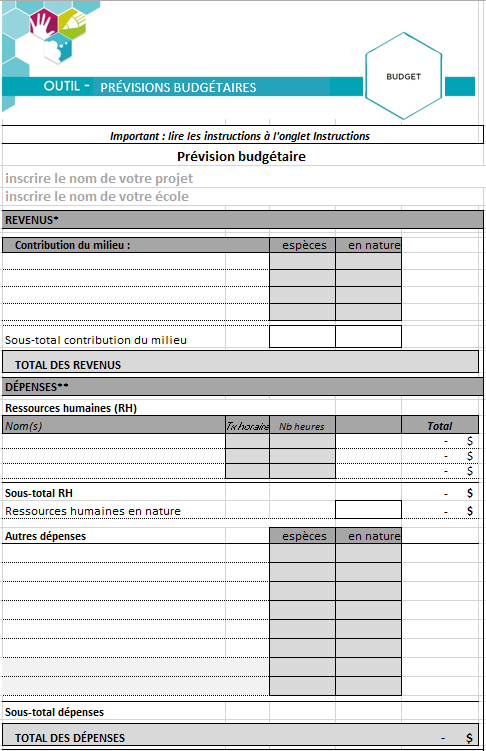 OUTIL - PRÉVISIONS BUDGÉTAIRES
BUDGET
Important : lire les instructions à l'onglet Instructions
Prévision budgétaire
inscrire le nom de votre projet
inscrire le nom de votre école
REVENUS*
Contribution du milieu : espèces en nature
Sous-total contribution du milieu
TOTAL DES REVENUS
DÉPENSES**
Ressources humaines (RH)
Nom(s) Tx horaire Nb heures Total
- $
- $
- $
Sous-total RH - $
Ressources humaines en nature - $
Autres dépenses espèces en nature
Sous-total dépenses
TOTAL DES DÉPENSES - $